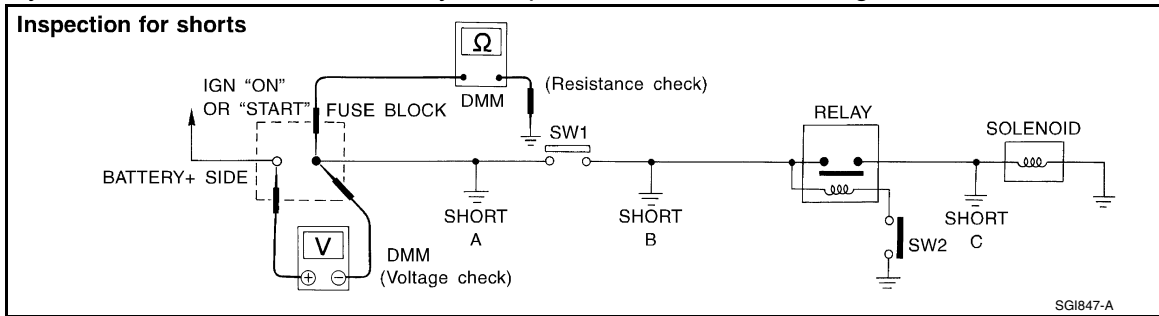 Inspection for shorts
IGN "ON"
OR "START"
FUSE BLOCK
Ω
DMM
(Resistance check)
SW1
RELAY
SOLENOID
BATTERY+ SIDE
SHORT
A
SHORT
B
SHORT
C
SW2
V
+ −
DMM
(Voltage check)
SGI847-A